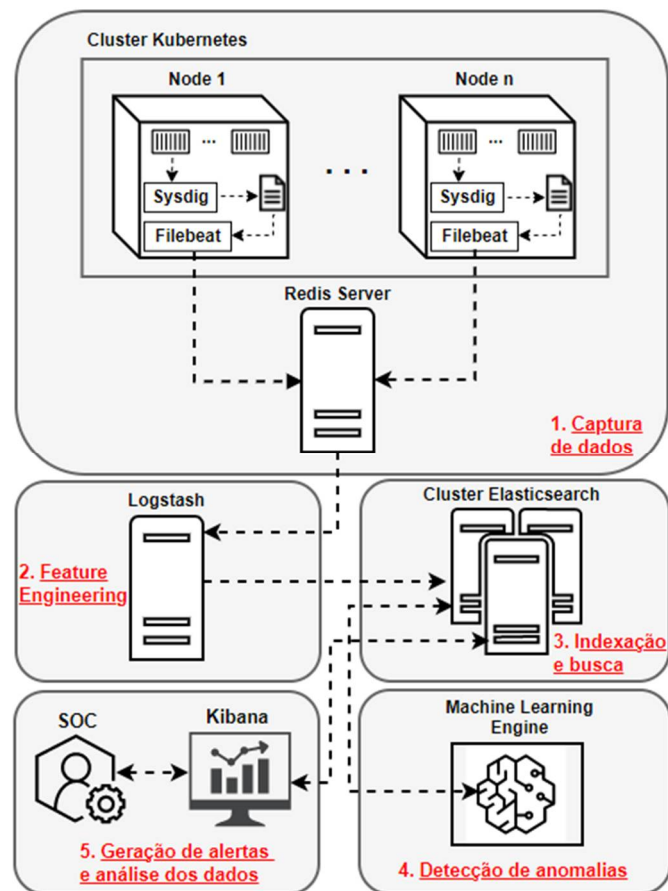 Cluster Kubernetes
Node 1
Node n
...
...
. . .
Sysdig
Sysdig
Filebeat
Filebeat
Redis Server
1. Captura
de dados
Logstash
Cluster Elasticsearch
2. Feature
Engineering
3. Indexação
e busca
SOC
Kibana
Machine Learning
Engine
5. Geração de alertas
e análise dos dados
4. Detecção de anomalias